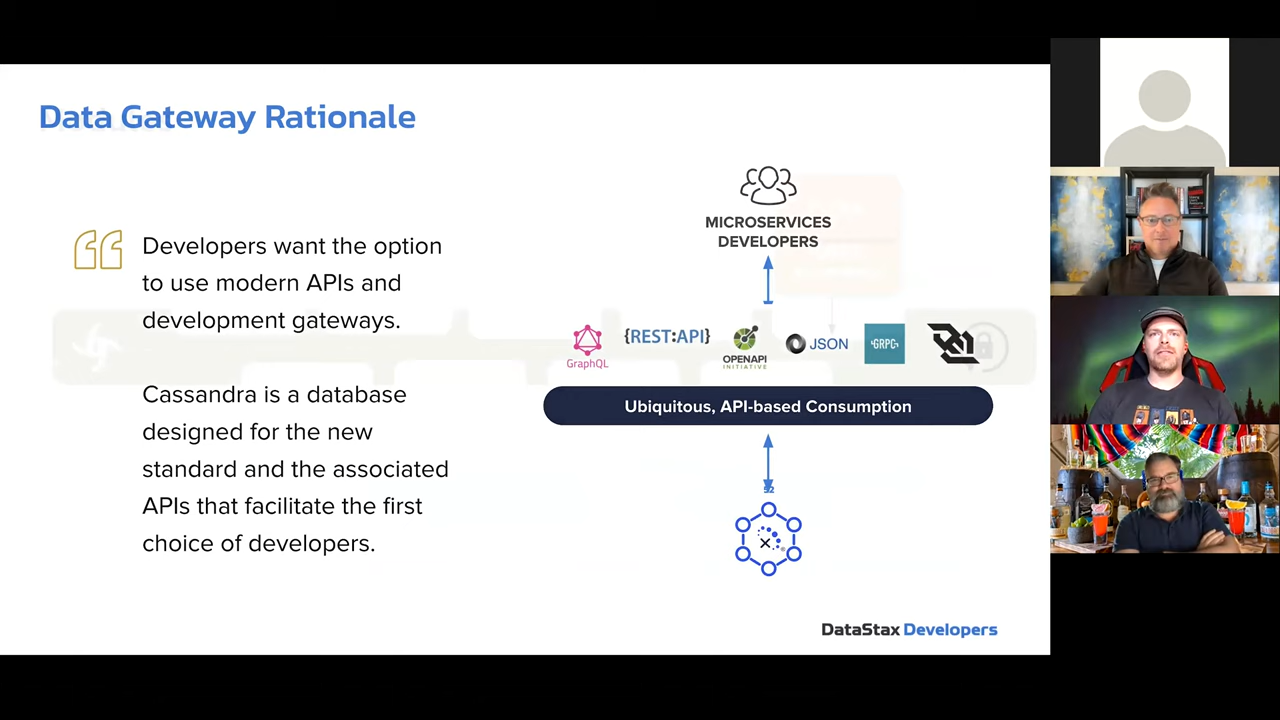 Data Gateway Rationale
Developers want the option
to use modern APIs and
development gateways.
Cassandra is a database
designed for the new
standard and the associated
APIs that facilitate the first
choice of developers.
MICROSERVICES
DEVELOPERS
GraphQL
{REST:API}
OPENAPI
INITIATIVE
JSON
GRPC
Ubiquitous, API-based Consumption
DataStax Developers